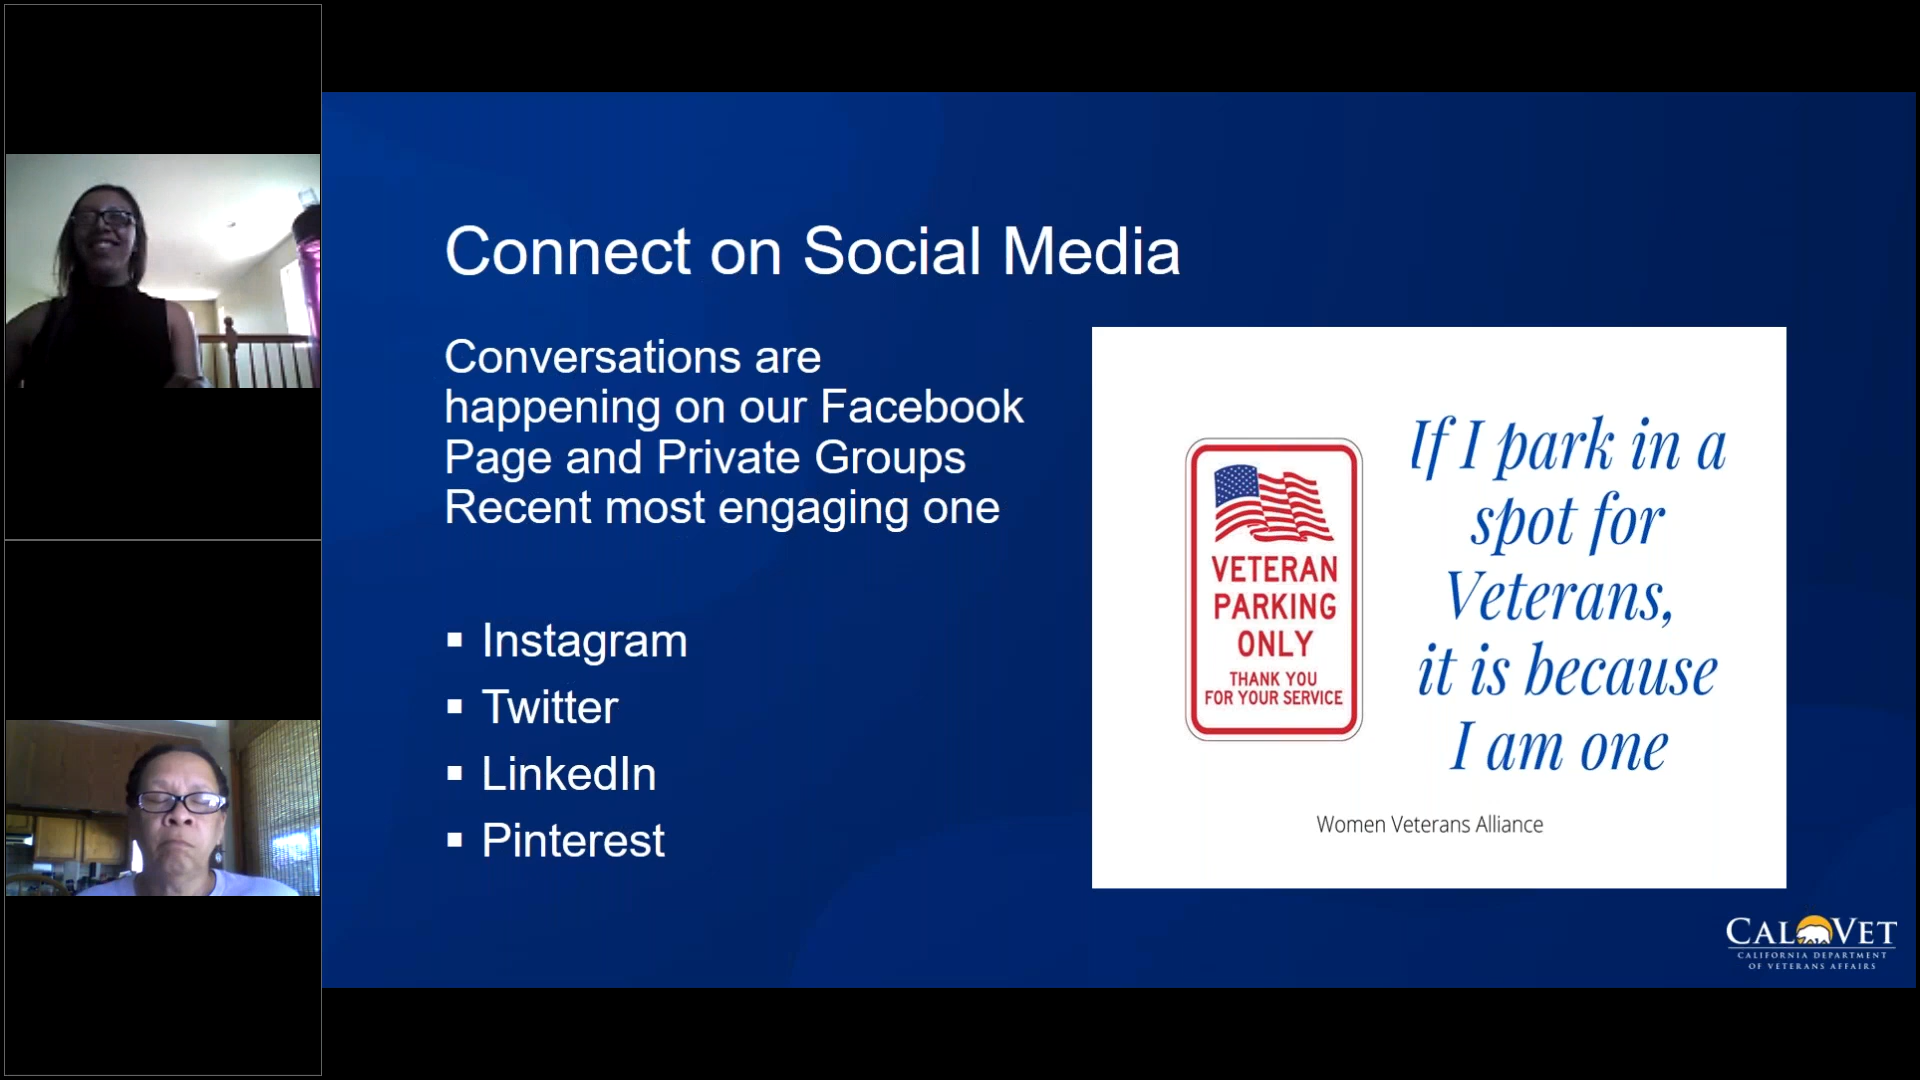 Connect on Social Media
Conversations are
happening on our Facebook
Page and Private Groups
Recent most engaging one
▪ Instagram
▪ Twitter
▪ LinkedIn
▪ Pinterest
VETERAN
PARKING
ONLY
THANK YOU
FOR YOUR SERVICE
If I park in a
spot for
Veterans,
it is because
I am one
Women Veterans Alliance
CALVET
CALIFORNIA DEPARTMENT
OF VETERANS AFFAIRS